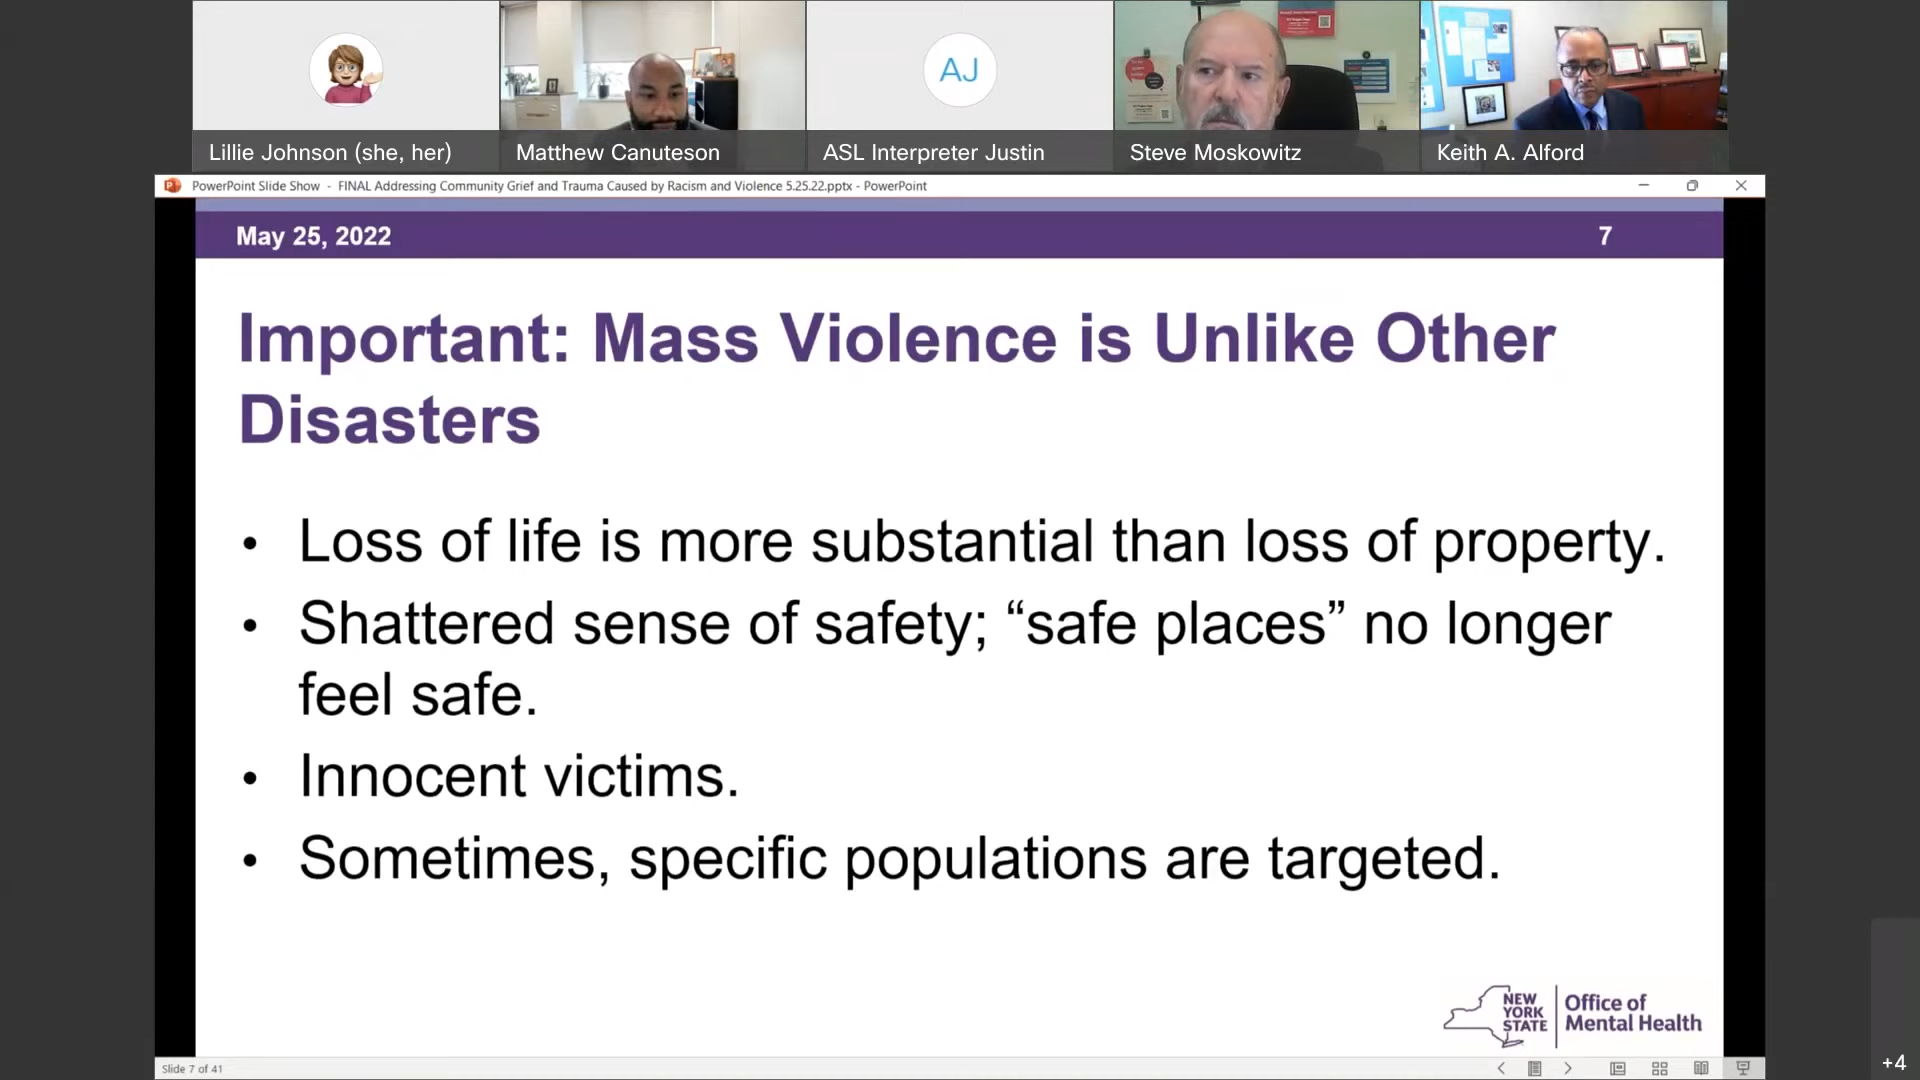 AJ
Lillie Johnson (she, her)
Matthew Canuteson
ASL Interpreter Justin
Steve Moskowitz
Keith A. Alford
PowerPoint Slide Show - FINAL Addressing Community Grief and Trauma Caused by Racism and Violence 5.25.22.pptx - PowerPoint
May 25, 2022
7
Important: Mass Violence is Unlike Other
Disasters
• Loss of life is more substantial than loss of property.
• Shattered sense of safety; “safe places” no longer
feel safe.
• Innocent victims.
• Sometimes, specific populations are targeted.
NEW
YORK
STATE
Office of
Mental Health
Slide 7 of 41
+4